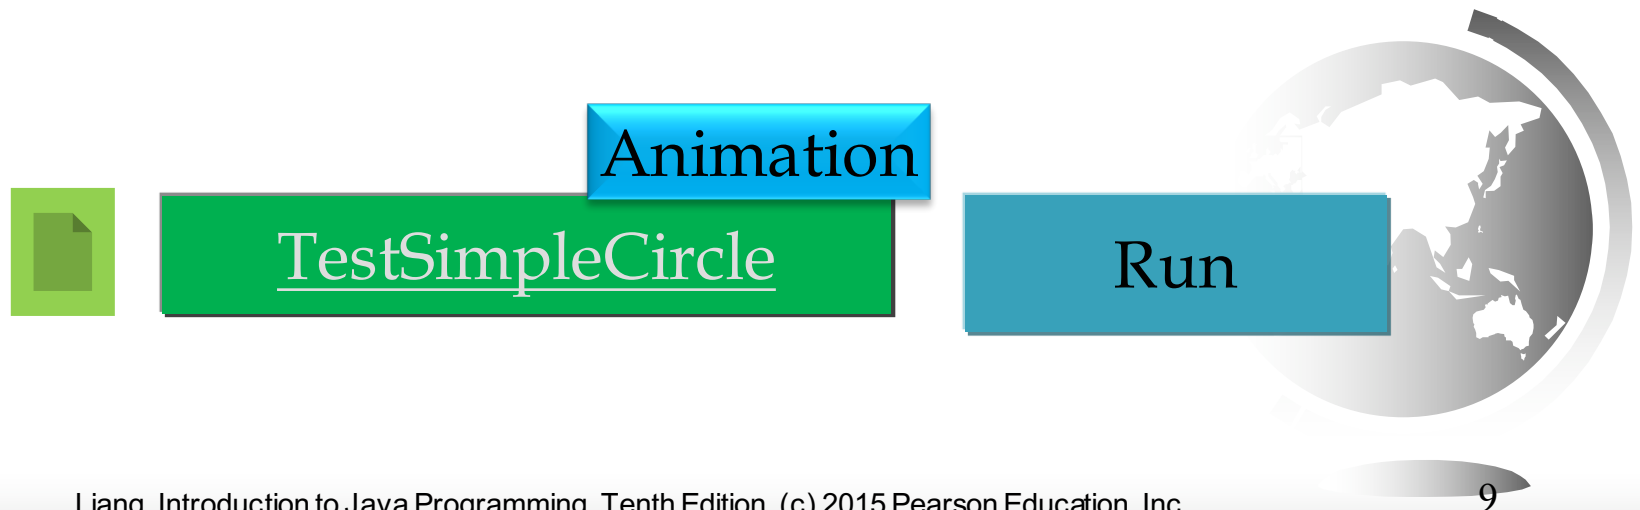 Animation
TestSimpleCircle
Run
Liang, Introduction to Java Programming, Tenth Edition, (c) 2015 Pearson Education, Inc.
9